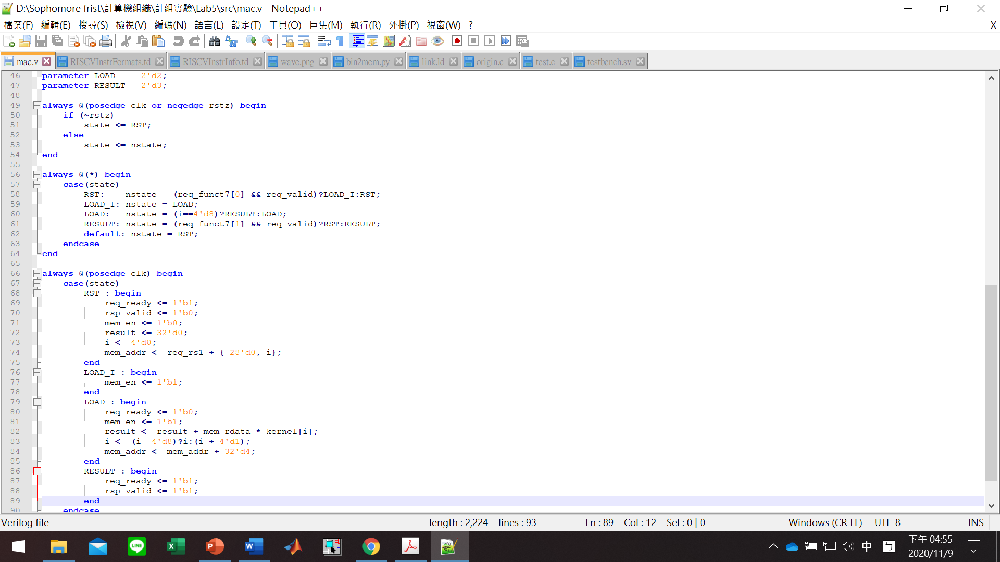 D:\Sophomore frist\計算機組織\計組實驗\Lab5\src\mac.v - Notepad++
檔案(F) 編輯(E) 搜尋(S) 檢視(V) 編碼(N) 語言(L) 設定(T) 工具(O) 巨集(M) 執行(R) 外掛(P) 視窗(W) ? X
mac.v RISCVInstrFormats.td RISCVInstrInfo.td wave.png bin2mem.py link.ld origin.c test.c testbench.sv
46 parameter LOAD   = 2'd2;
47 parameter RESULT = 2'd3;
48
49 always @(posedge clk or negedge rstz) begin
50     if (~rstz)
51         state <= RST;
52     else
53         state <= nstate;
54 end
55
56 always @(*) begin
57     case(state)
58         RST:    nstate = (req_funct7[0] && req_valid)?LOAD_I:RST;
59         LOAD_I: nstate = LOAD;
60         LOAD:   nstate = (i==4'd8)?RESULT:LOAD;
61         RESULT: nstate = (req_funct7[1] && req_valid)?RST:RESULT;
62         default: nstate = RST;
63     endcase
64 end
65
66 always @(posedge clk) begin
67     case(state)
68         RST : begin
69             req_ready <= 1'b1;
70             rsp_valid <= 1'b0;
71             mem_en <= 1'b0;
72             result <= 32'd0;
73             i <= 4'd0;
74             mem_addr <= req_rs1 + { 28'd0, i};
75         end
76         LOAD_I : begin
77             mem_en <= 1'b1;
78         end
79         LOAD : begin
80             req_ready <= 1'b0;
81             mem_en <= 1'b1;
82             result <= result + mem_rdata * kernel[i];
83             i <= (i==4'd8)?i:(i + 4'd1);
84             mem_addr <= mem_addr + 32'd4;
85         end
86         RESULT : begin
87             req_ready <= 1'b1;
88             rsp_valid <= 1'b1;
89         end
90     endcase
Verilog file length : 2,224 lines : 93 Ln : 89 Col : 12 Sel : 0 | 0 Windows (CR LF) UTF-8 INS
LINE
中
ㄅ
下午 04:55
2020/11/9